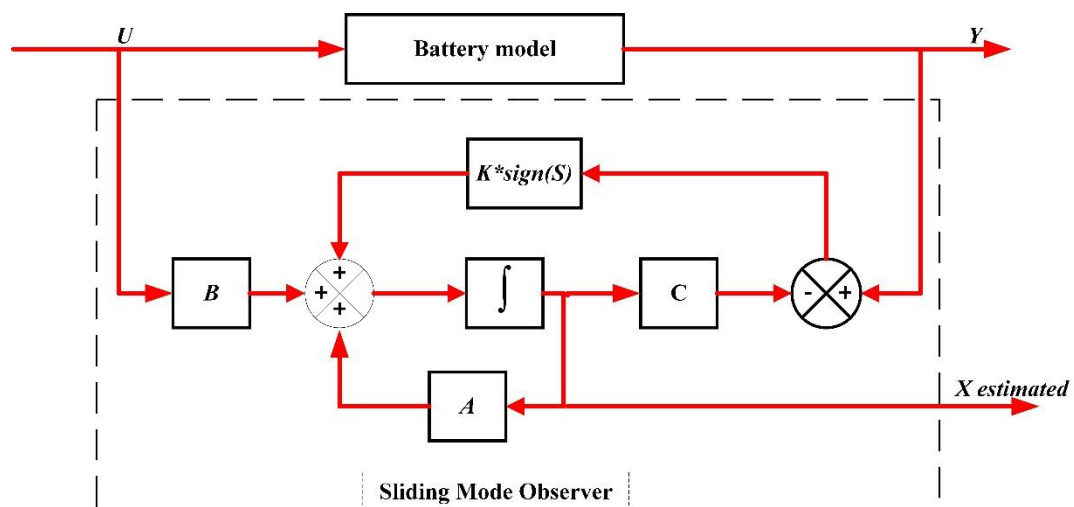 U
Battery model
Y
K*sign(S)
B
+
+
+
∫
C
-
+
A
X estimated
Sliding Mode Observer